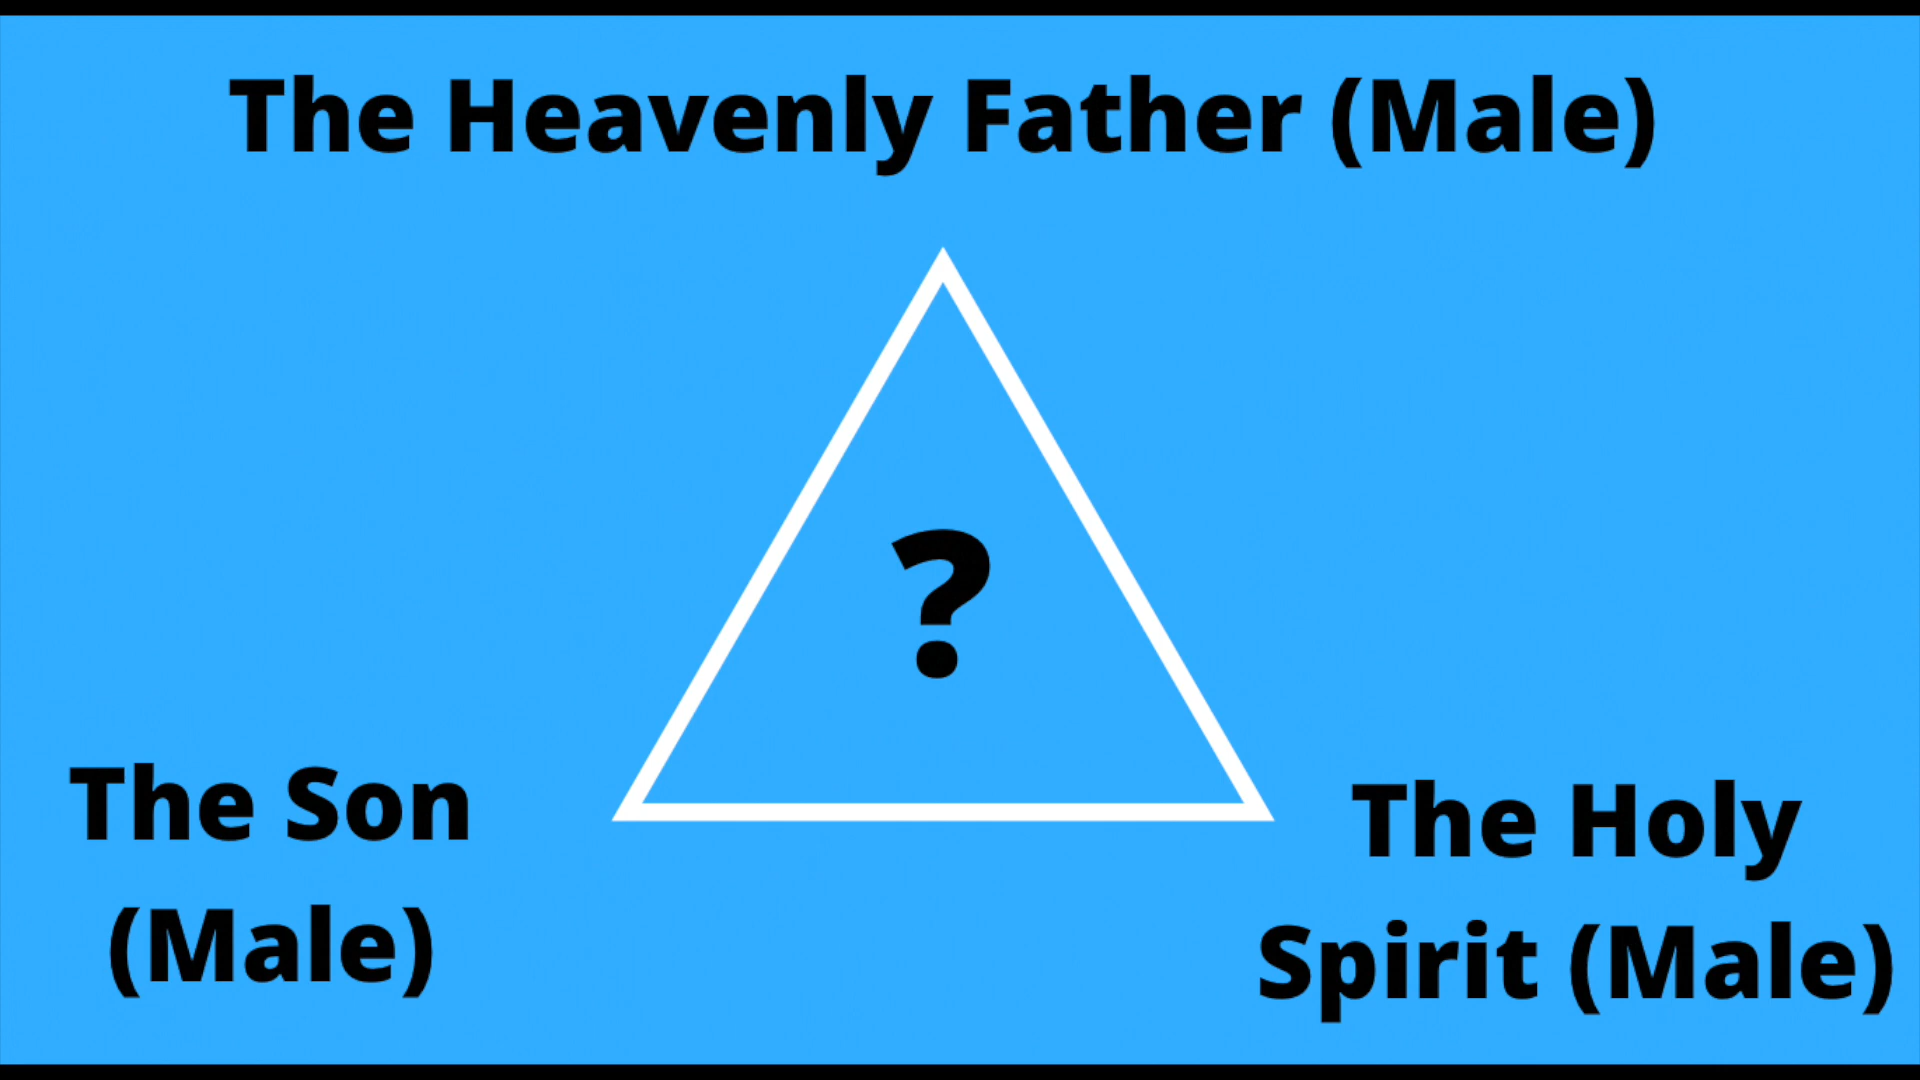 The Heavenly Father (Male)
?
The Son
(Male)
The Holy
Spirit (Male)